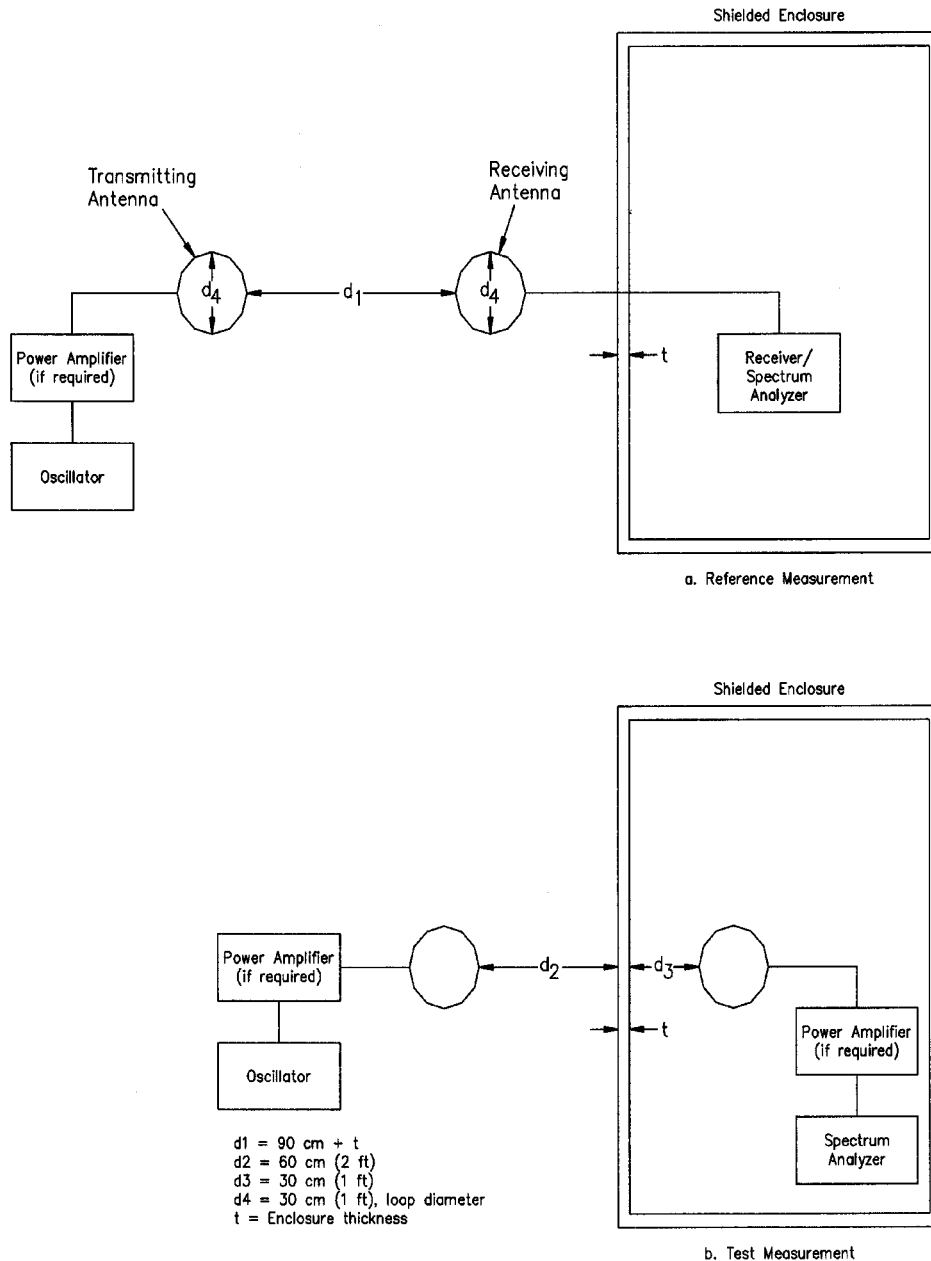 Shielded Enclosure
Transmitting
Antenna
Receiving
Antenna
d4
d1
d4
Power Amplifier
(if required)
t
Receiver/
Spectrum
Analyzer
Oscillator
a. Reference Measurement
Shielded Enclosure
Power Amplifier
(if required)
d2
d3
t
Power Amplifier
(if required)
Oscillator
Spectrum
Analyzer
d1 = 90 cm + t
d2 = 60 cm (2 ft)
d3 = 30 cm (1 ft)
d4 = 30 cm (1 ft), loop diameter
t = Enclosure thickness
b. Test Measurement